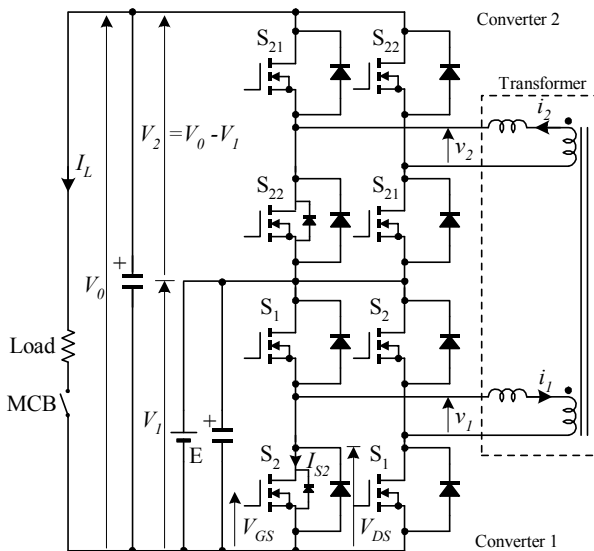 Converter 2
S21
S22
Transformer
i2
V2 =V0 -V1
v2
IL
S22
S21
+
V0
S1
S2
Load
i1
MCB
V1
+
v1
E
S2
IS2
S1
VGS
VDS
Converter 1